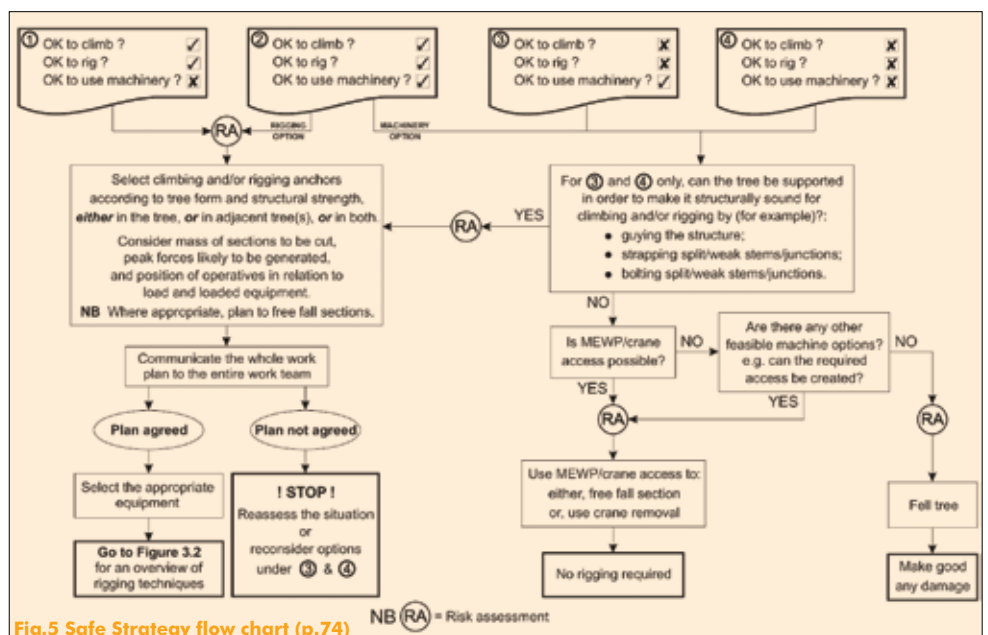 ① OK to climb ? ✓
OK to rig ? ✓
OK to use machinery ? ✗
② OK to climb ? ✓
OK to rig ? ✓
OK to use machinery ? ✓
③ OK to climb ? ✗
OK to rig ? ✗
OK to use machinery ? ✓
④ OK to climb ? ✗
OK to rig ? ✗
OK to use machinery ? ✗
RA
RIGGING
OPTION
MACHINERY
OPTION
Select climbing and/or rigging anchors
according to tree form and structural strength,
either in the tree, or in adjacent tree(s), or in both.
Consider mass of sections to be cut,
peak forces likely to be generated,
and position of operatives in relation to
load and loaded equipment.
NB Where appropriate, plan to free fall sections.
RA
YES
For ③ and ④ only, can the tree be supported
in order to make it structurally sound for
climbing and/or rigging by (for example)?:
• guying the structure;
• strapping split/weak stems/junctions;
• bolting split/weak stems/junctions.
NO
Communicate the whole work
plan to the entire work team
Is MEWP/crane
access possible?
NO
Are there any other
feasible machine options?
e.g. can the required
access be created?
NO
YES
YES
Plan agreed
Plan not agreed
RA
RA
Select the appropriate
equipment
! STOP !
Reassess the situation
or
reconsider options
under ③ & ④
Use MEWP/crane access to:
either, free fall section
or, use crane removal
Fell tree
Go to Figure 3.2
for an overview of
rigging techniques
No rigging required
Make good
any damage
NB RA = Risk assessment
Fig.5 Safe Strategy flow chart (p.74)